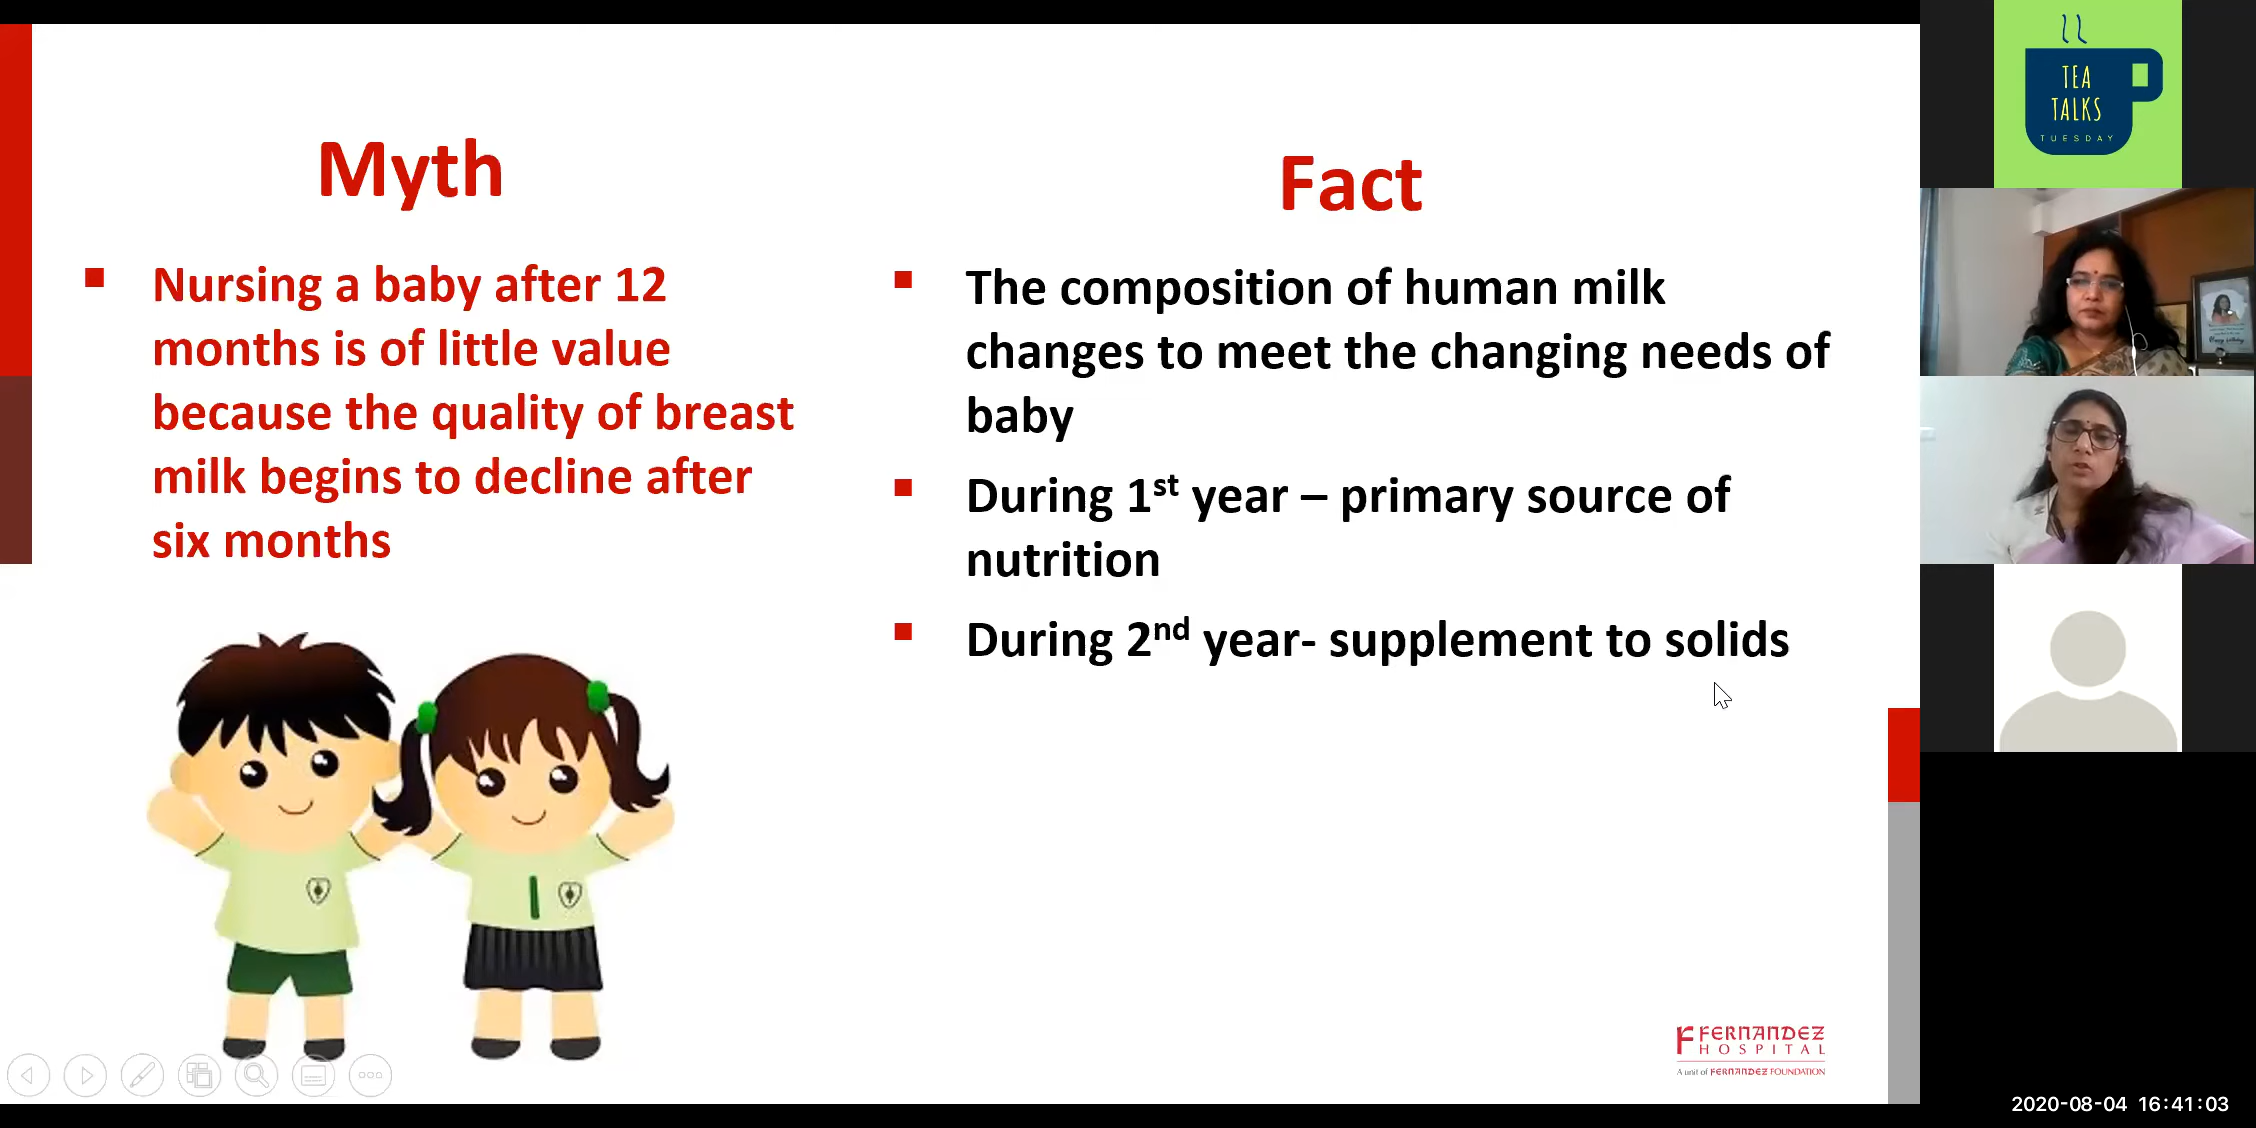 Myth
Nursing a baby after 12
months is of little value
because the quality of breast
milk begins to decline after
six months
Fact
The composition of human milk
changes to meet the changing needs of
baby
During 1st year – primary source of
nutrition
During 2nd year- supplement to solids
FERNANDEZ
HOSPITAL
A unit of FERNANDEZ FOUNDATION
TEA
TALKS
TUESDAY
2020-08-04 16:41:03